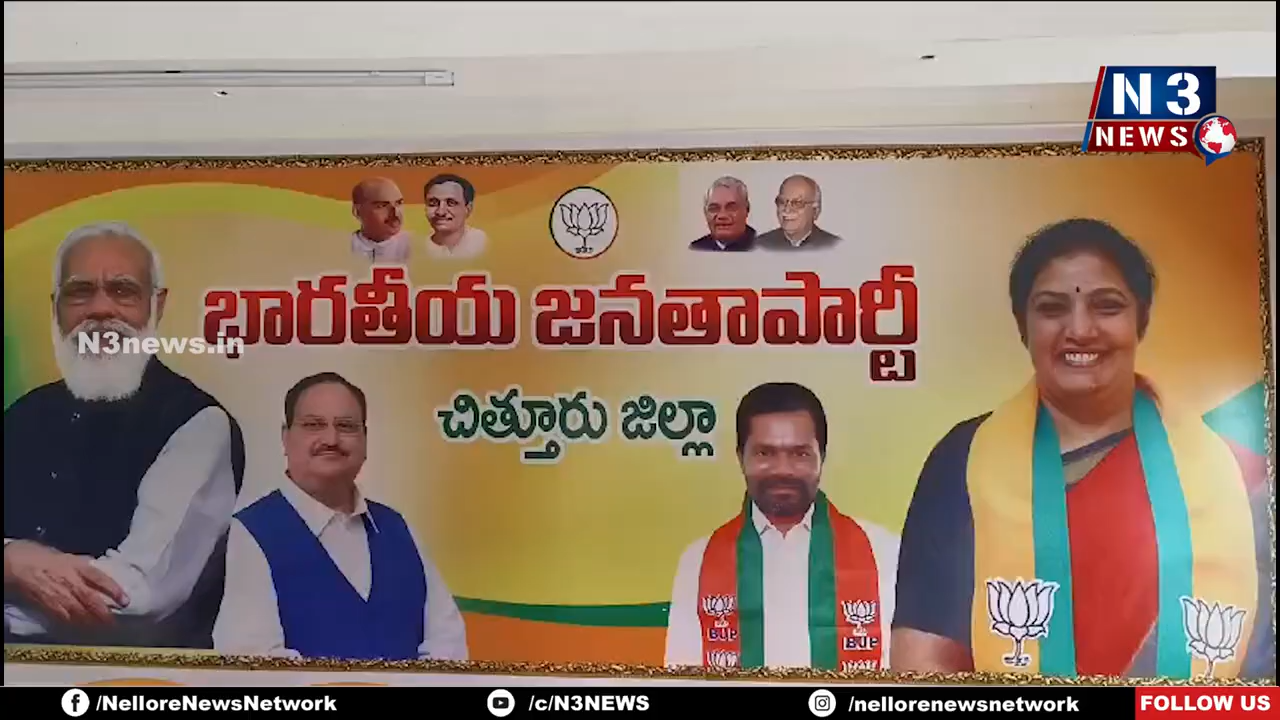 N3
NEWS
భారతీయ జనతాపార్టీ
N3news.in
చిత్తూరు జిల్లా
BJP
BJP
/NelloreNewsNetwork
/c/N3NEWS
/nellorenewsnetwork
FOLLOW US